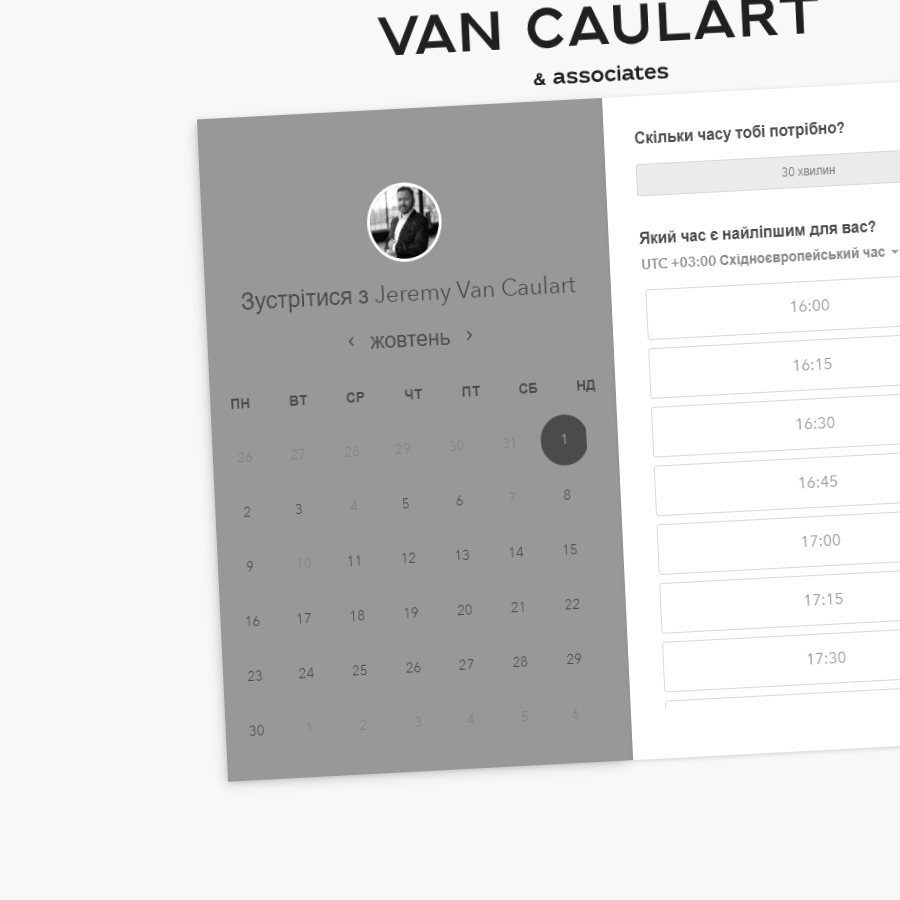 VAN CAULART
& associates
Зустрітися з Jeremy Van Caulart
‹ жовтень ›
ПН ВТ СР ЧТ ПТ СБ НД
26 27 28 29 30 31 1
2 3 4 5 6 7 8
9 10 11 12 13 14 15
16 17 18 19 20 21 22
23 24 25 26 27 28 29
30 1 2 3 4 5 6
Скільки часу тобі потрібно?
30 хвилин
Який час є найліпшим для вас?
UTC +03:00 Східноєвропейський час
16:00
16:15
16:30
16:45
17:00
17:15
17:30